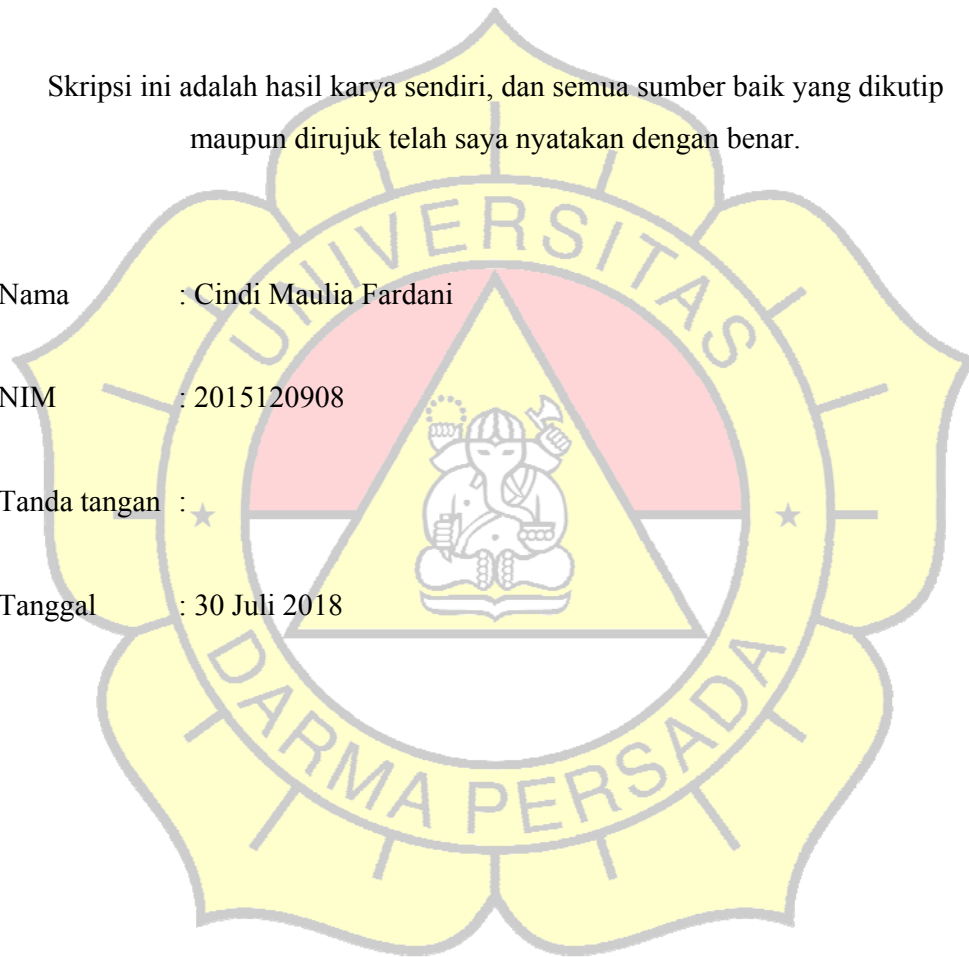 Skripsi ini adalah hasil karya sendiri, dan semua sumber baik yang dikutip
maupun dirujuk telah saya nyatakan dengan benar.
UNIVERSITAS
Nama : Cindi Maulia Fardani
NIM : 2015120908
Tanda tangan :
Tanggal : 30 Juli 2018
DARMA PERSADA